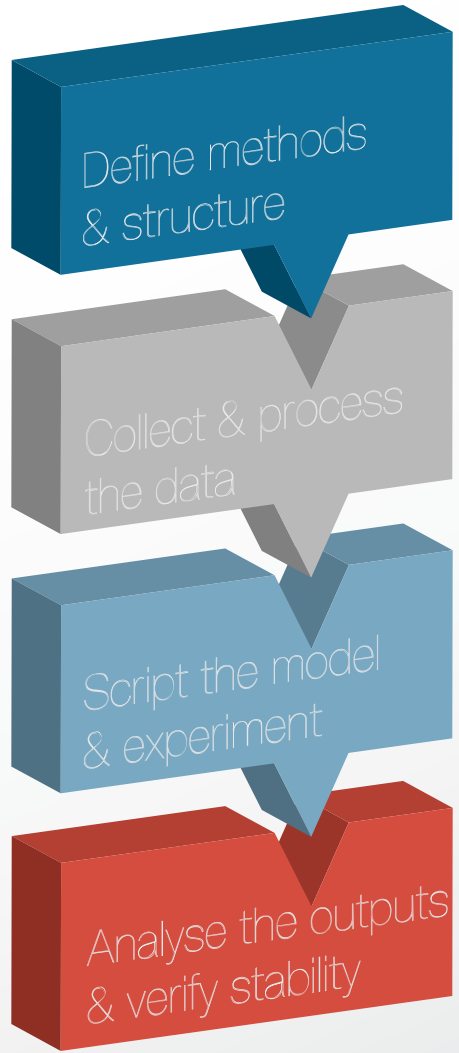 Define methods
& structure
Collect & process
the data
Script the model
& experiment
Analyse the outputs
& verify stability